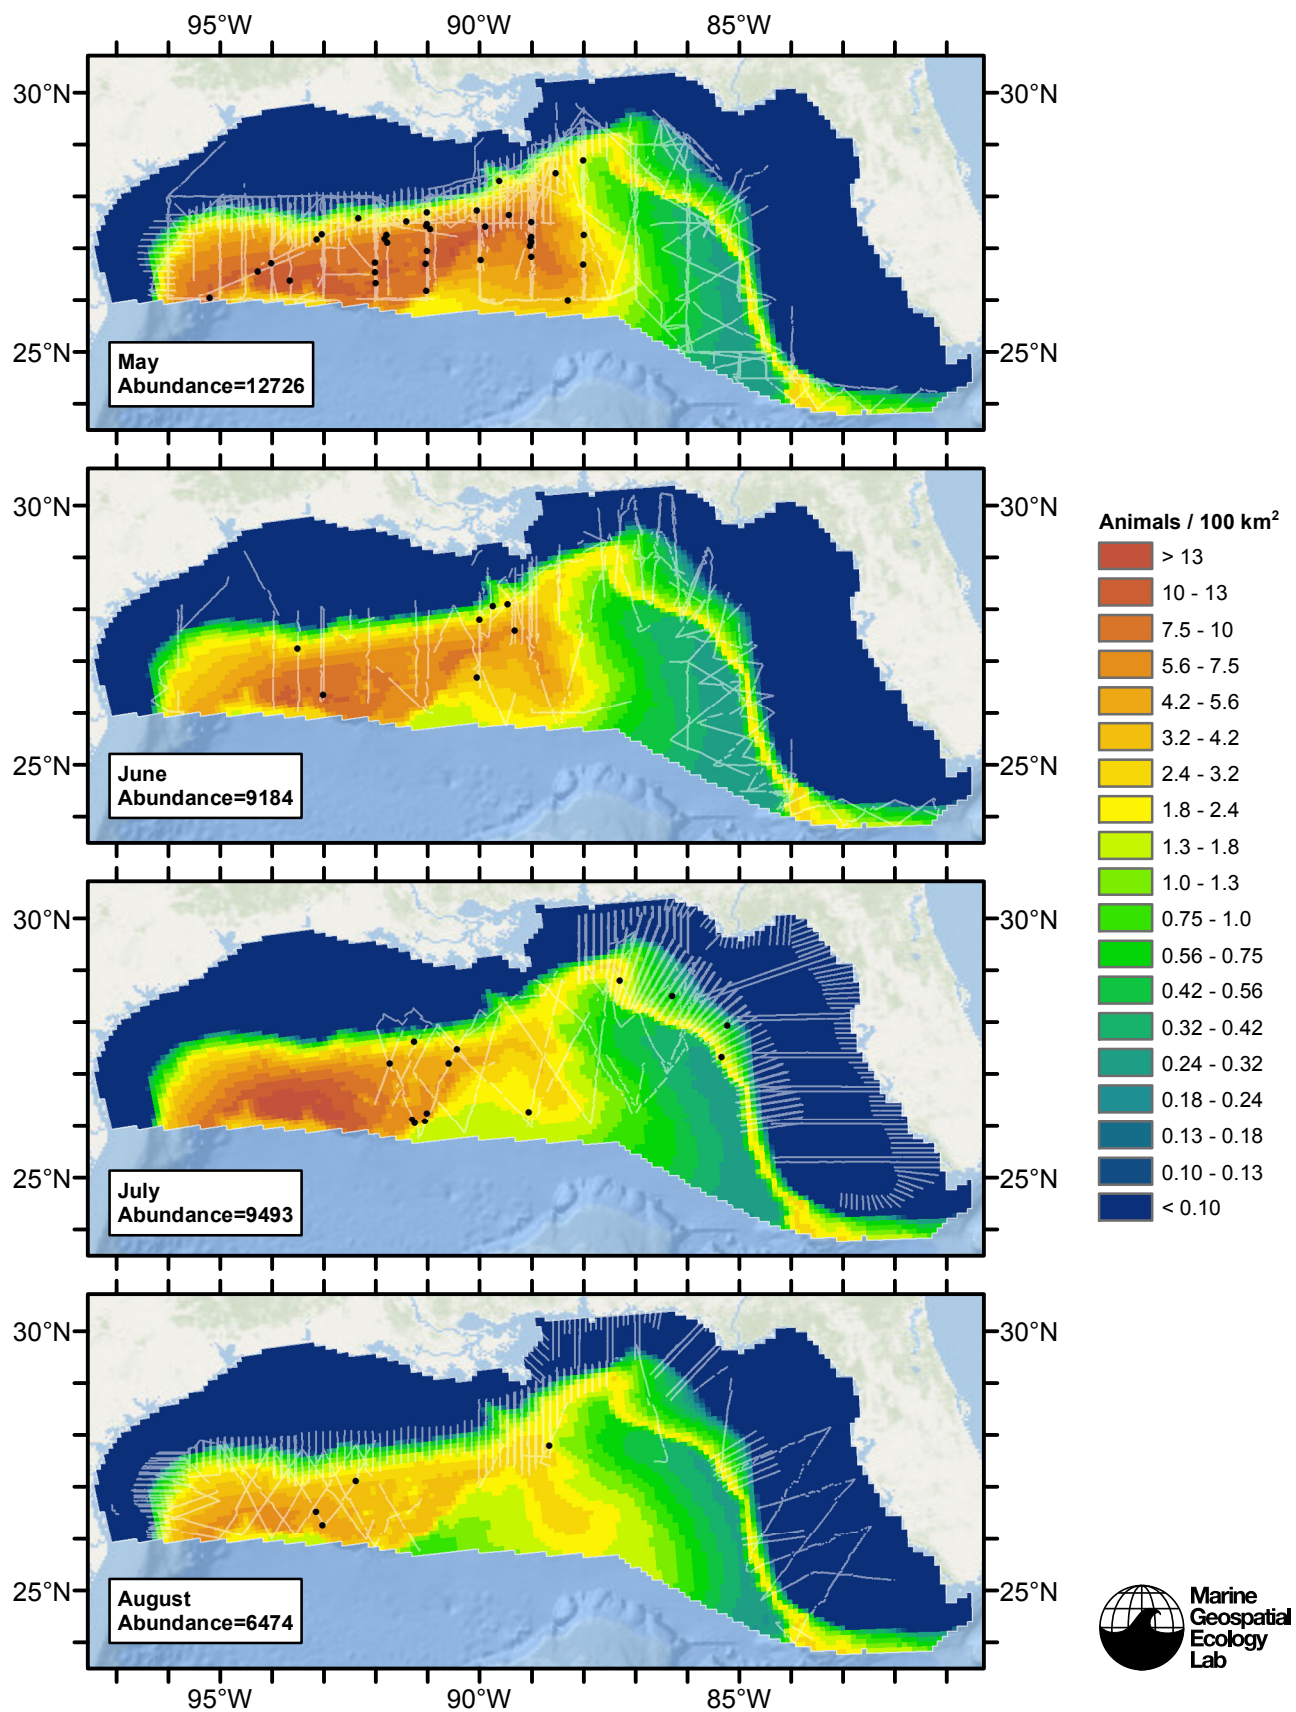 95°W 90°W 85°W
30°N 30°N
25°N 25°N
May
Abundance=12726
30°N 30°N
25°N 25°N
June
Abundance=9184
Animals / 100 km²
> 13
10 - 13
7.5 - 10
5.6 - 7.5
4.2 - 5.6
3.2 - 4.2
2.4 - 3.2
1.8 - 2.4
1.3 - 1.8
1.0 - 1.3
0.75 - 1.0
0.56 - 0.75
0.42 - 0.56
0.32 - 0.42
0.24 - 0.32
0.18 - 0.24
0.13 - 0.18
0.10 - 0.13
< 0.10
30°N 30°N
25°N 25°N
July
Abundance=9493
30°N 30°N
25°N 25°N
August
Abundance=6474
95°W 90°W 85°W
Marine
Geospatial
Ecology
Lab